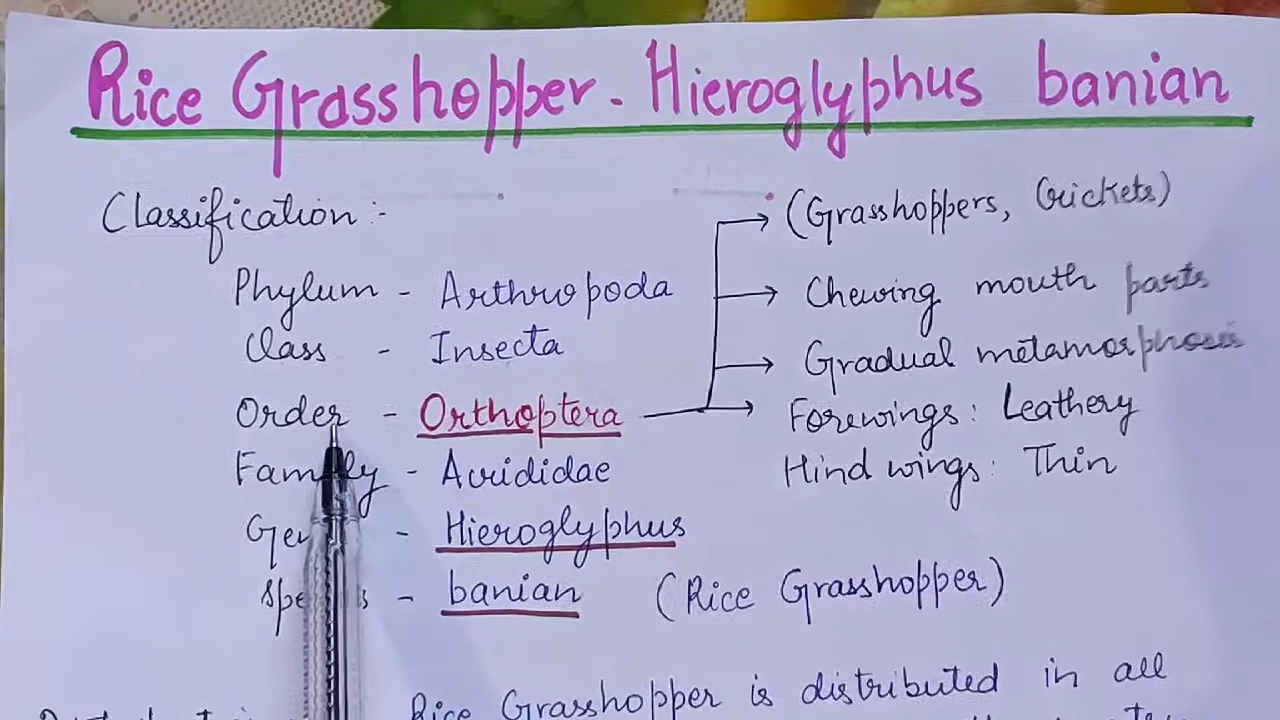 Rice Grasshopper - Hieroglyphus banian
Classification :-
(Grasshoppers, Crickets)
Phylum - Arthropoda
Chewing mouth parts
Class - Insecta
Gradual metamorphosis
Order - Orthoptera
Forewings: Leathery
Family - Acrididae
Hind wings: Thin
- Hieroglyphus
- banian (Rice Grasshopper)
Rice Grasshopper is distributed in all